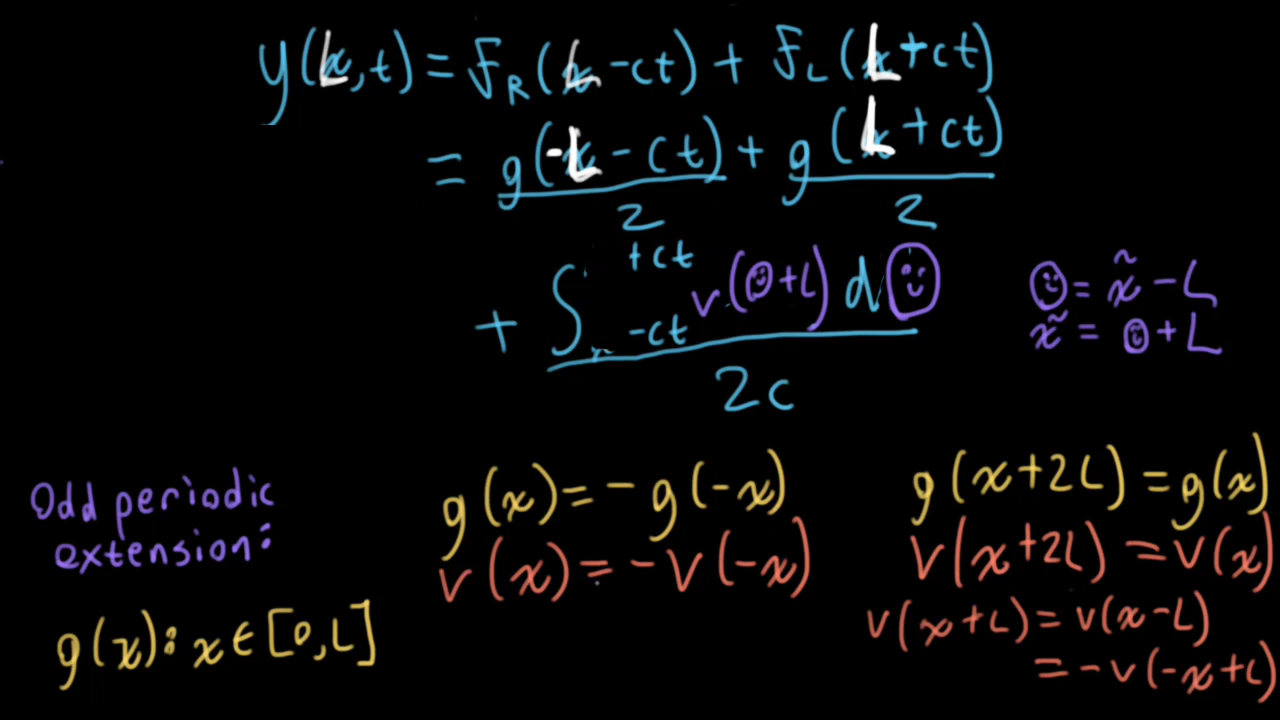 y(L,t) = F_R(L-ct) + F_L(L+ct)
= g(-L-ct)/2 + g(L+ct)/2
+ ∫_{-ct}^{+ct} v(☺+L) d☺ / 2c
☺ = x̃ - L
x̃ = ☺ + L
Odd periodic
extension:
g(x): x ∈ [0,L]
g(x) = -g(-x)
v(x) = -v(-x)
g(x+2L) = g(x)
v(x+2L) = v(x)
v(x+L) = v(x-L)
= -v(-x+L)